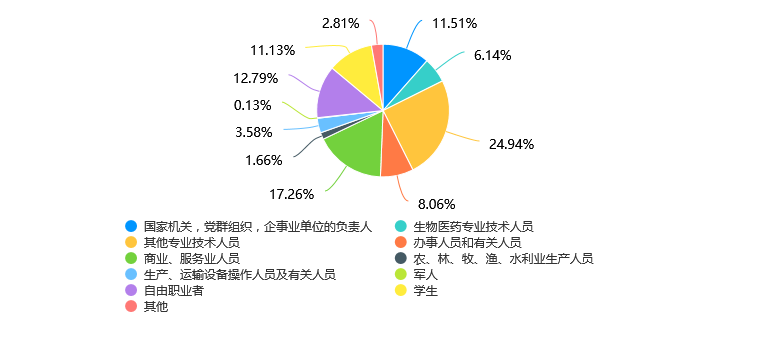 2.81%
11.51%
11.13%
6.14%
12.79%
0.13%
3.58%
24.94%
1.66%
17.26%
8.06%
国家机关，党群组织，企事业单位的负责人
生物医药专业技术人员
其他专业技术人员
办事人员和有关人员
商业、服务业人员
农、林、牧、渔、水利业生产人员
生产、运输设备操作人员及有关人员
军人
自由职业者
学生
其他